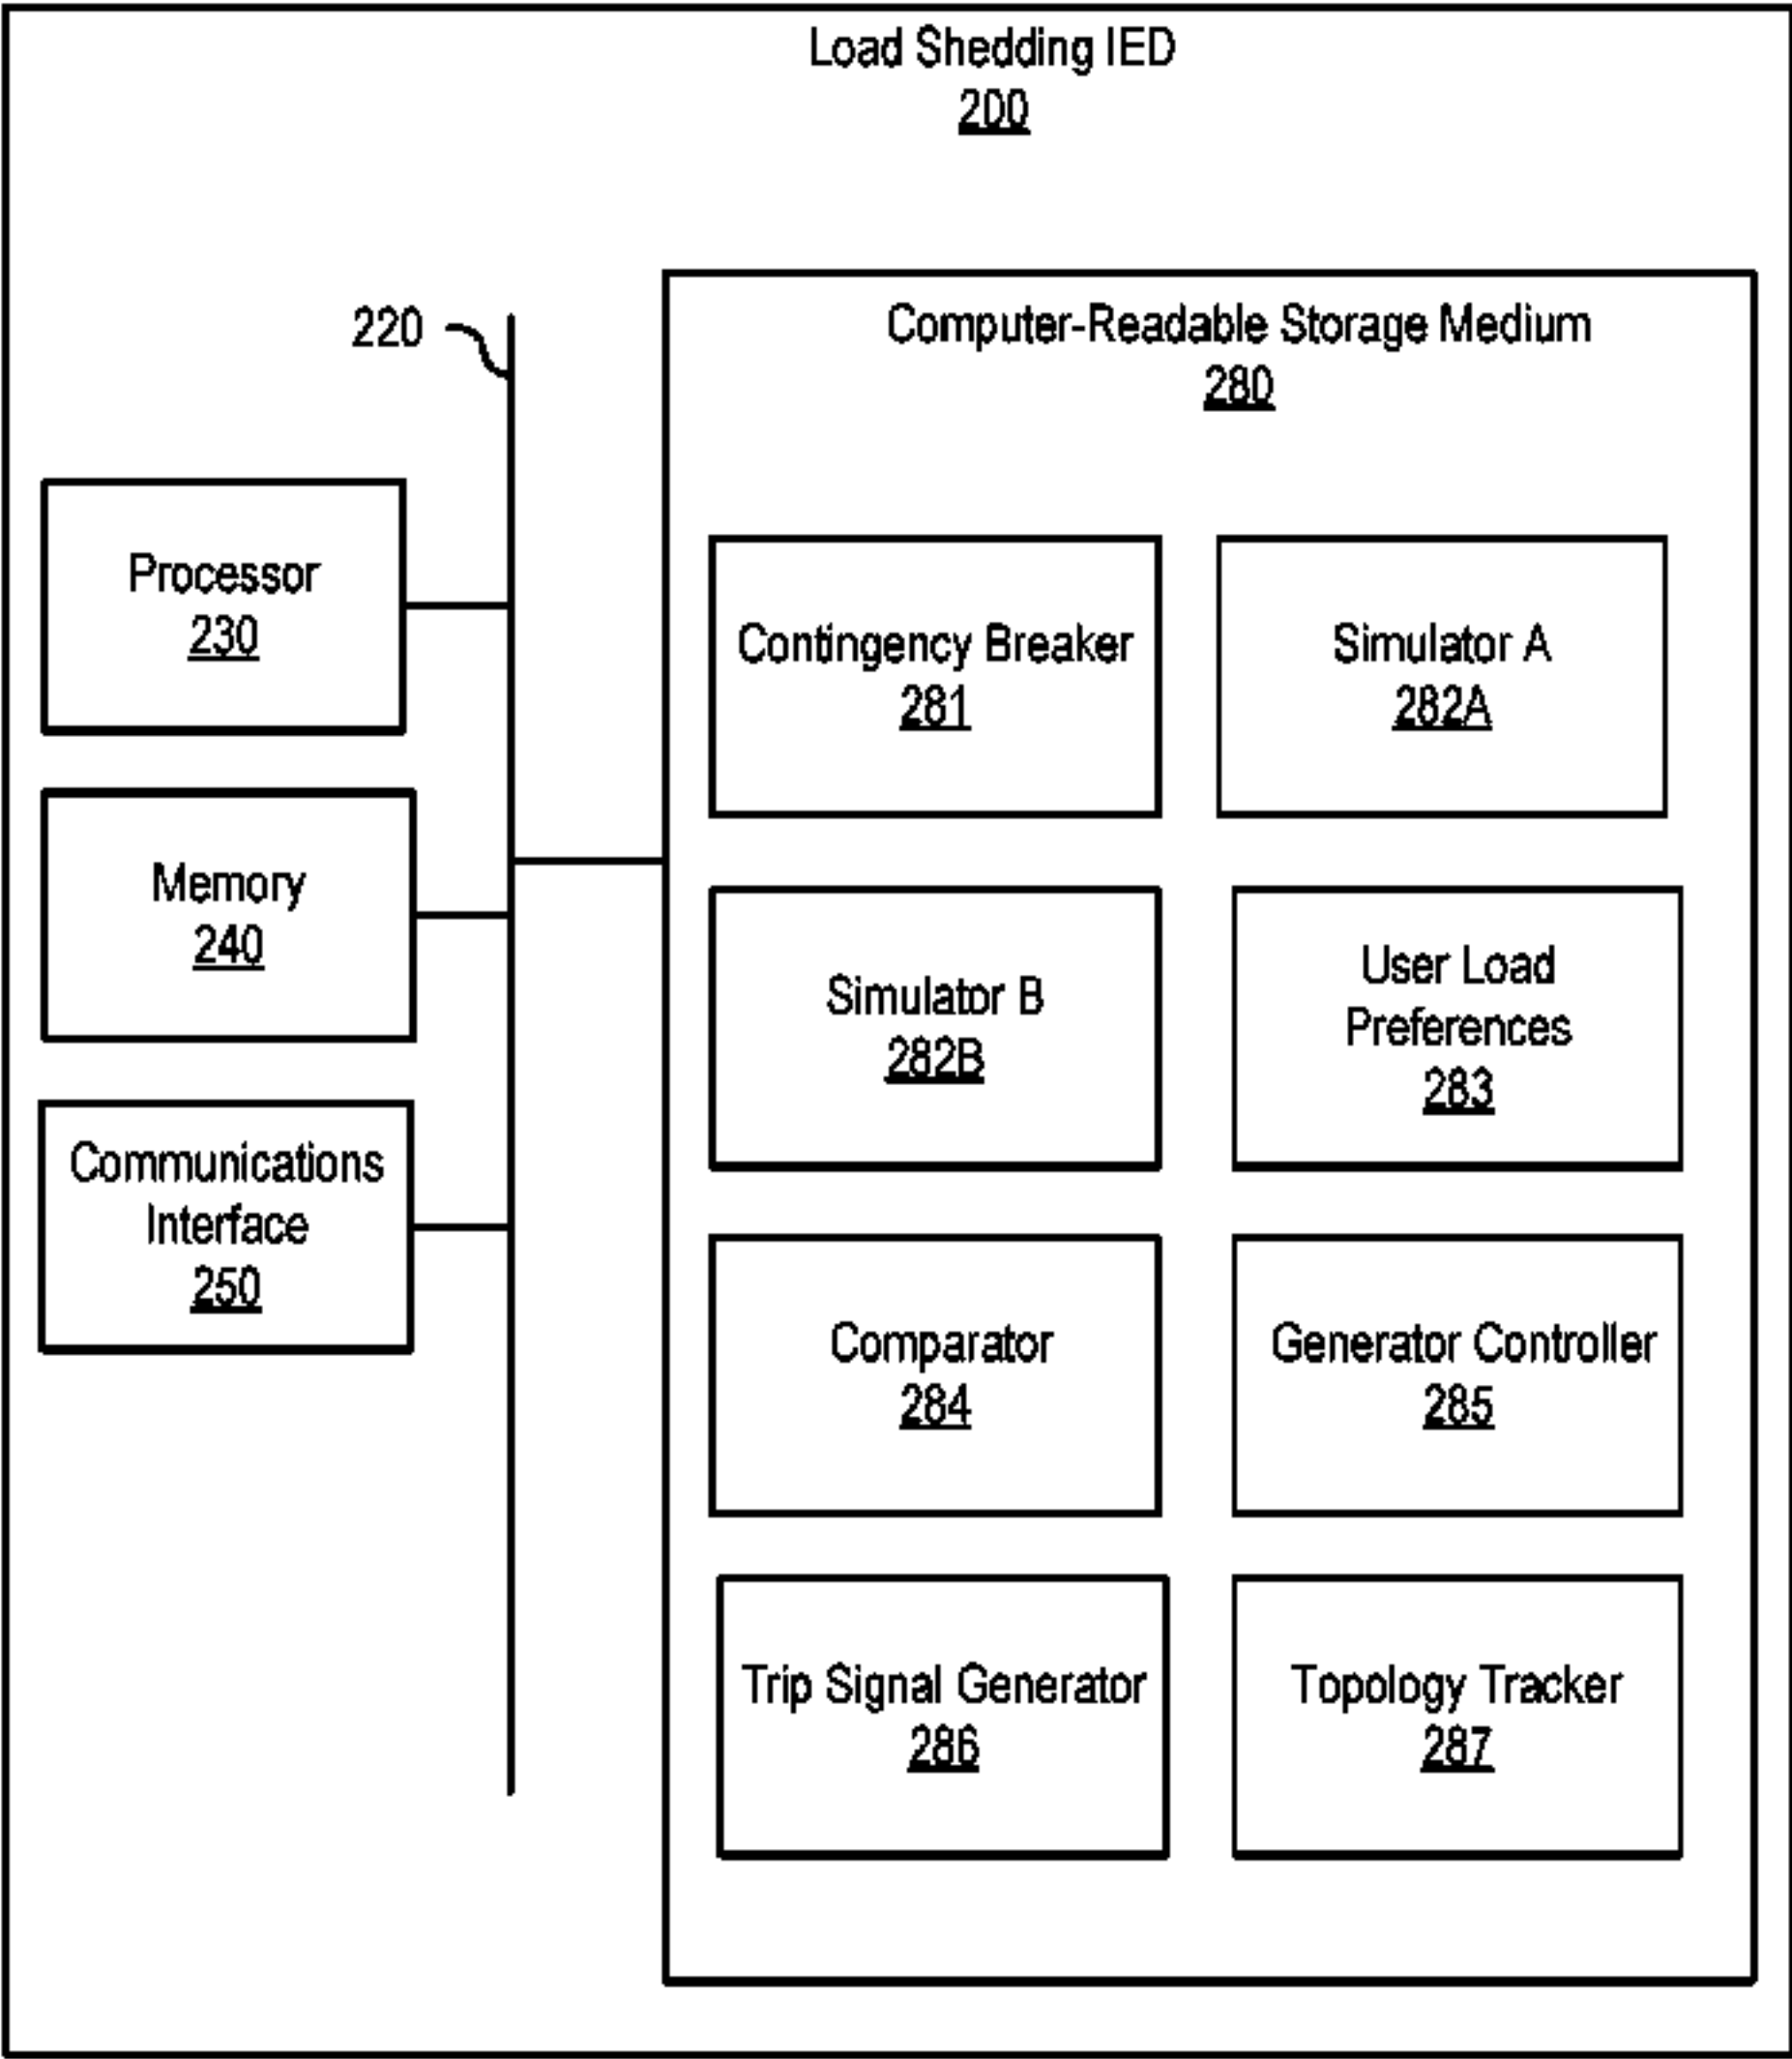 Load Shedding IED
200
220
Computer-Readable Storage Medium
280
Processor
230
Memory
240
Communications
Interface
250
Contingency Breaker
281
Simulator A
282A
Simulator B
282B
User Load
Preferences
283
Comparator
284
Generator Controller
285
Trip Signal Generator
286
Topology Tracker
287